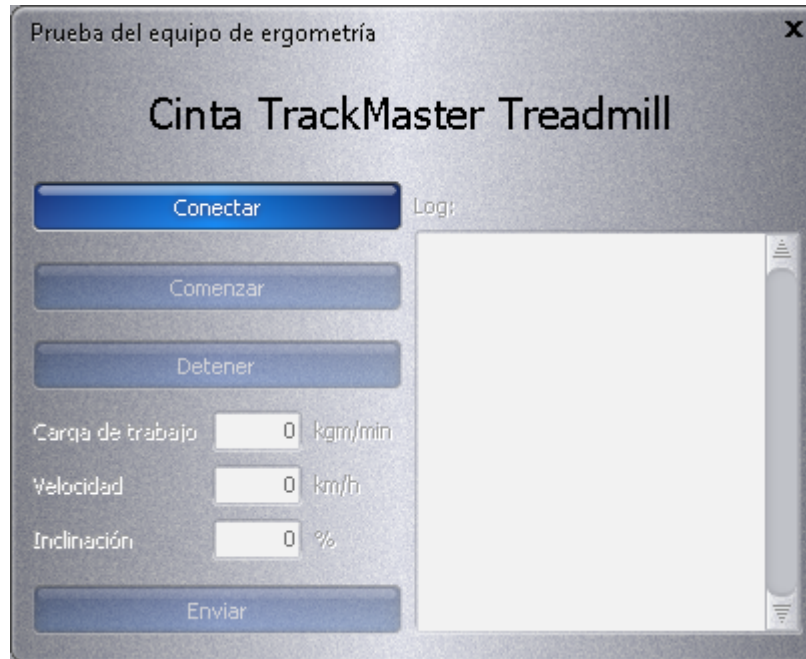 Prueba del equipo de ergometría
x
Cinta TrackMaster Treadmill
Conectar
Log:
Comenzar
Detener
Carga de trabajo 0 kgm/min
Velocidad 0 km/h
Inclinación 0 %
Enviar